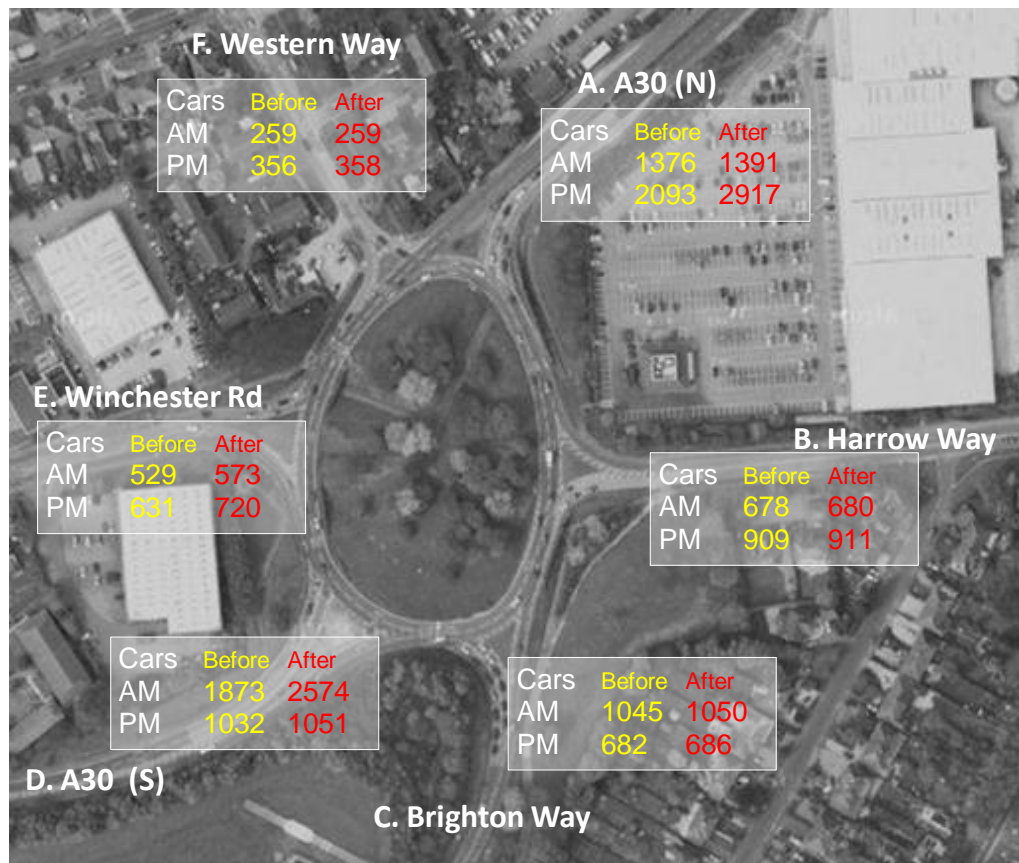 F. Western Way
Cars Before After
AM 259 259
PM 356 358
A. A30 (N)
Cars Before After
AM 1376 1391
PM 2093 2917
E. Winchester Rd
Cars Before After
AM 529 573
PM 631 720
B. Harrow Way
Cars Before After
AM 678 680
PM 909 911
Cars Before After
AM 1873 2574
PM 1032 1051
D. A30 (S)
Cars Before After
AM 1045 1050
PM 682 686
C. Brighton Way